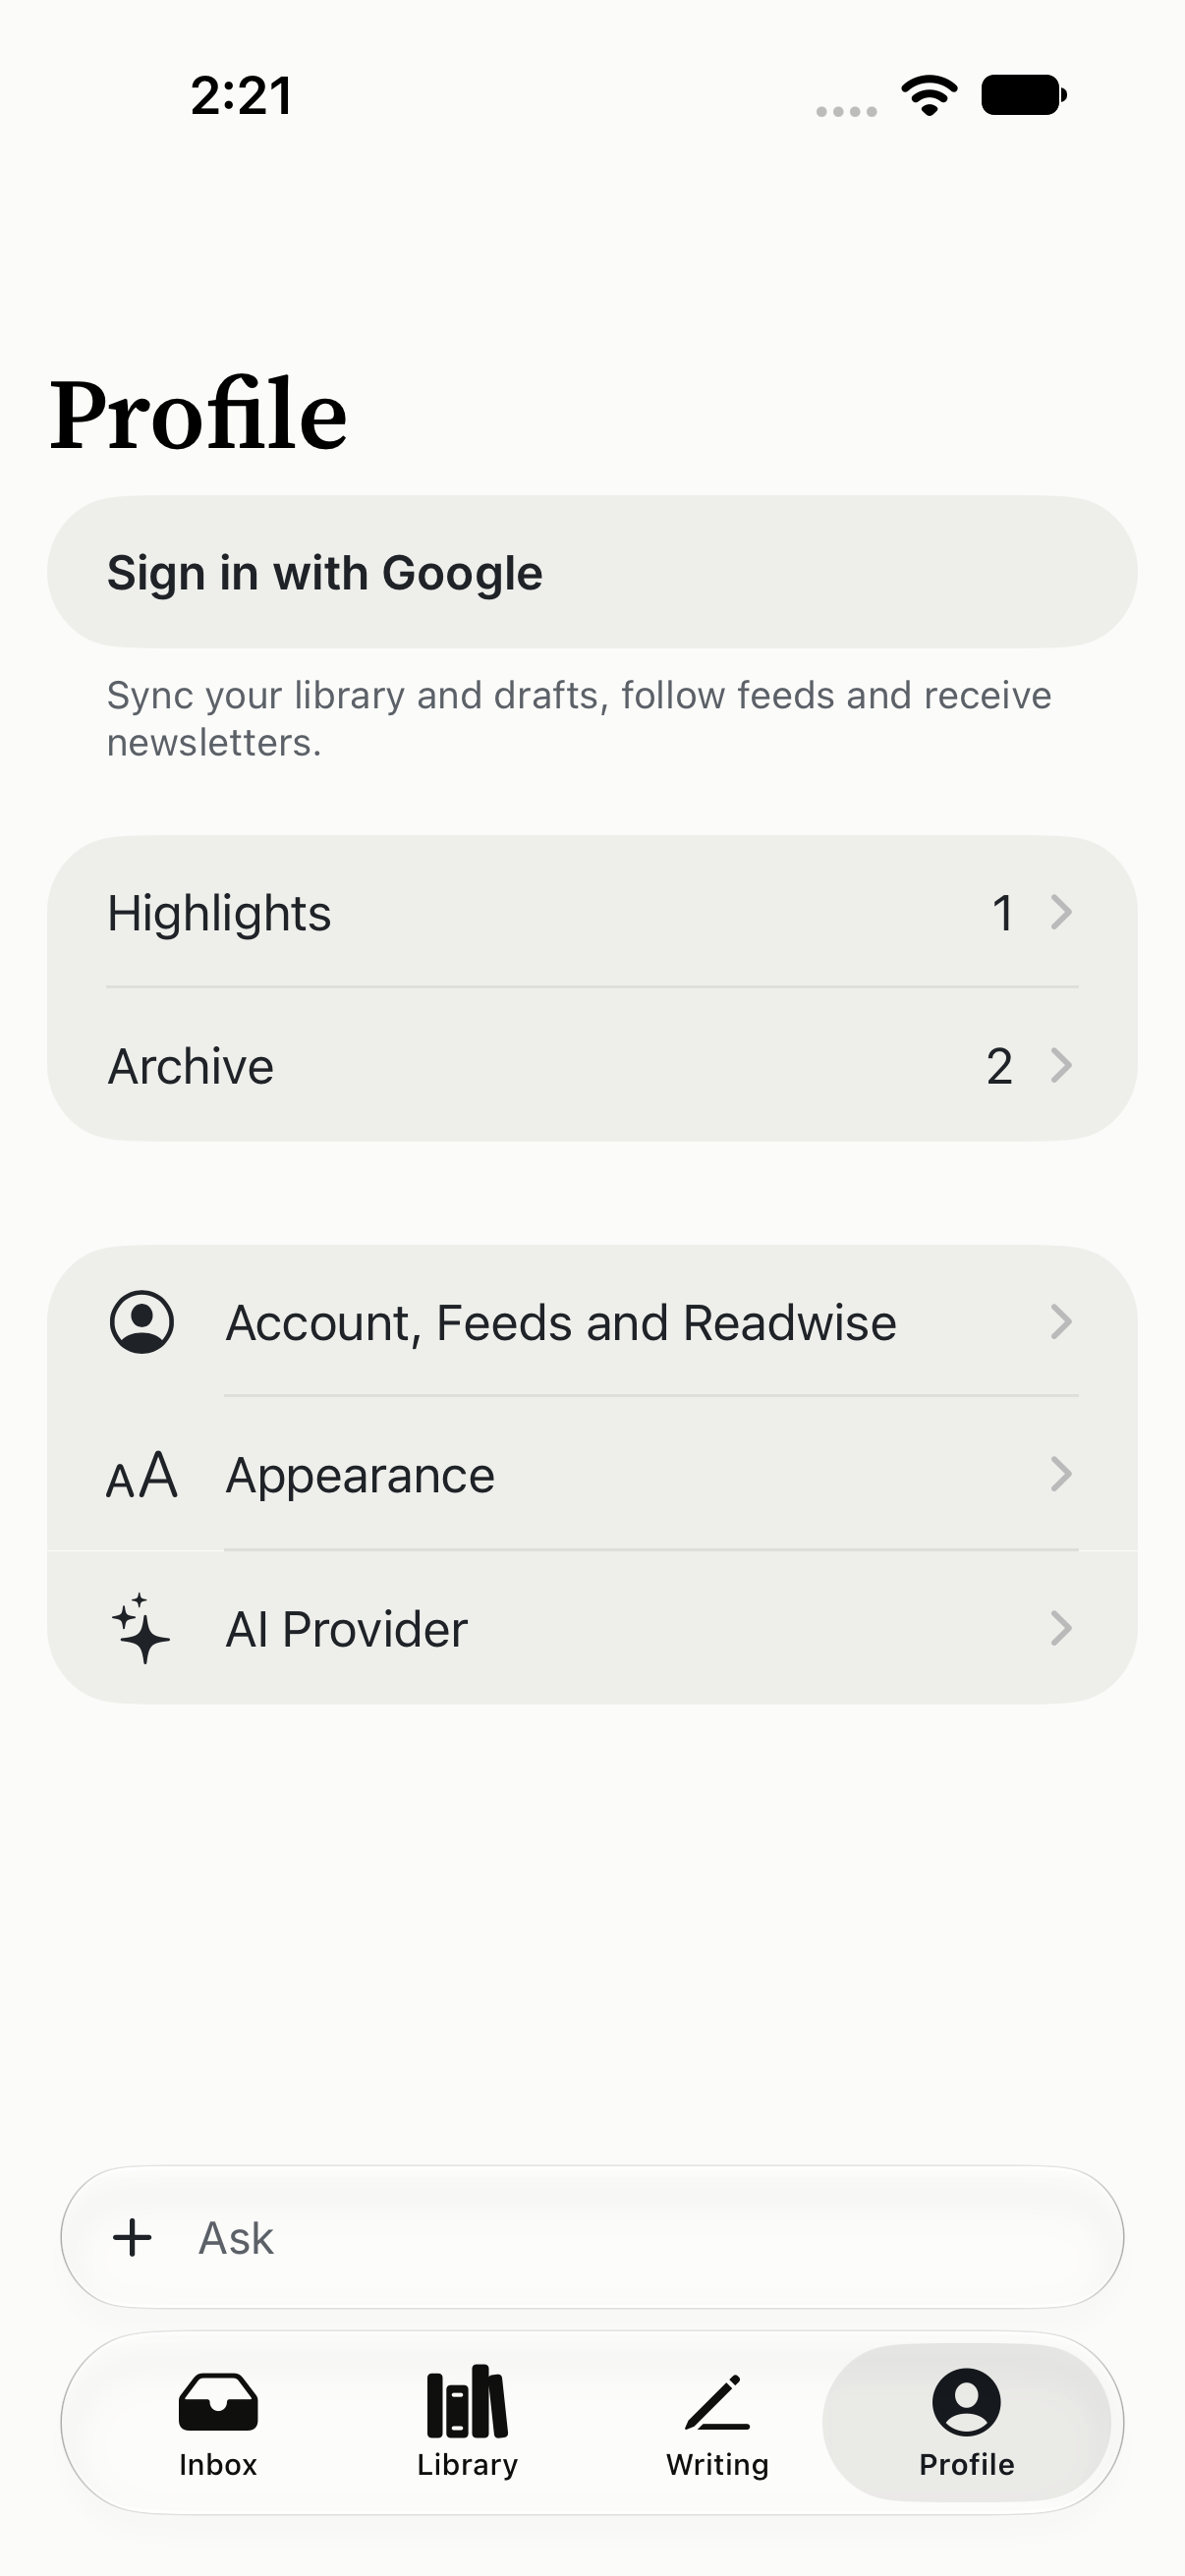 2:21
Profile
Sign in with Google
Sync your library and drafts, follow feeds and receive
newsletters.
Highlights 1
Archive 2
Account, Feeds and Readwise
AA Appearance
AI Provider
Ask
Inbox Library Writing Profile